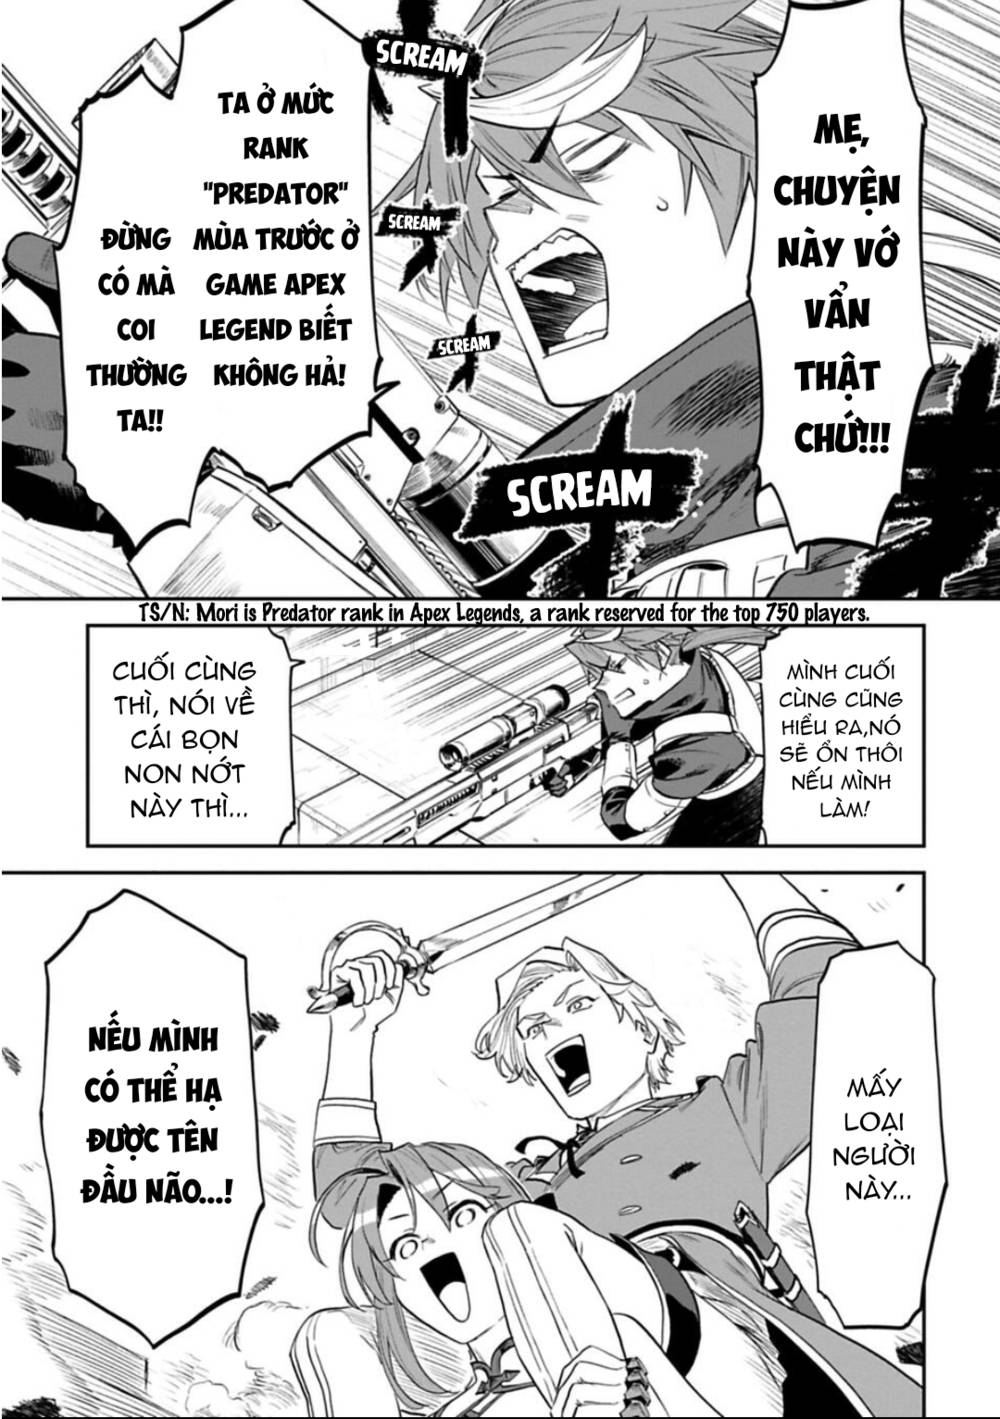 MẸ,
CHUYỆN
NÀY VỚ
VẨN
THẬT
CHỨ!!!
SCREAM
TA Ở MỨC
RANK
"PREDATOR"
MÙA TRƯỚC Ở
GAME APEX
LEGEND BIẾT
KHÔNG HẢ!
ĐỪNG
CÓ MÀ
COI
THƯỜNG
TA!!
SCREAM
SCREAM
SCREAM
TS/N: Mori is Predator rank in Apex Legends, a rank reserved for the top 750 players.
MÌNH CUỐI
CÙNG CŨNG
HIỂU RA,NÓ
SẼ ỔN THÔI
NẾU MÌNH
LÀM!
CUỐI CÙNG
THÌ, NÓI VỀ
CÁI BỌN
NON NỚT
NÀY THÌ...
MẤY
LOẠI
NGƯỜI
NÀY...
NẾU MÌNH
CÓ THỂ HẠ
ĐƯỢC TÊN
ĐẦU NÃO...!